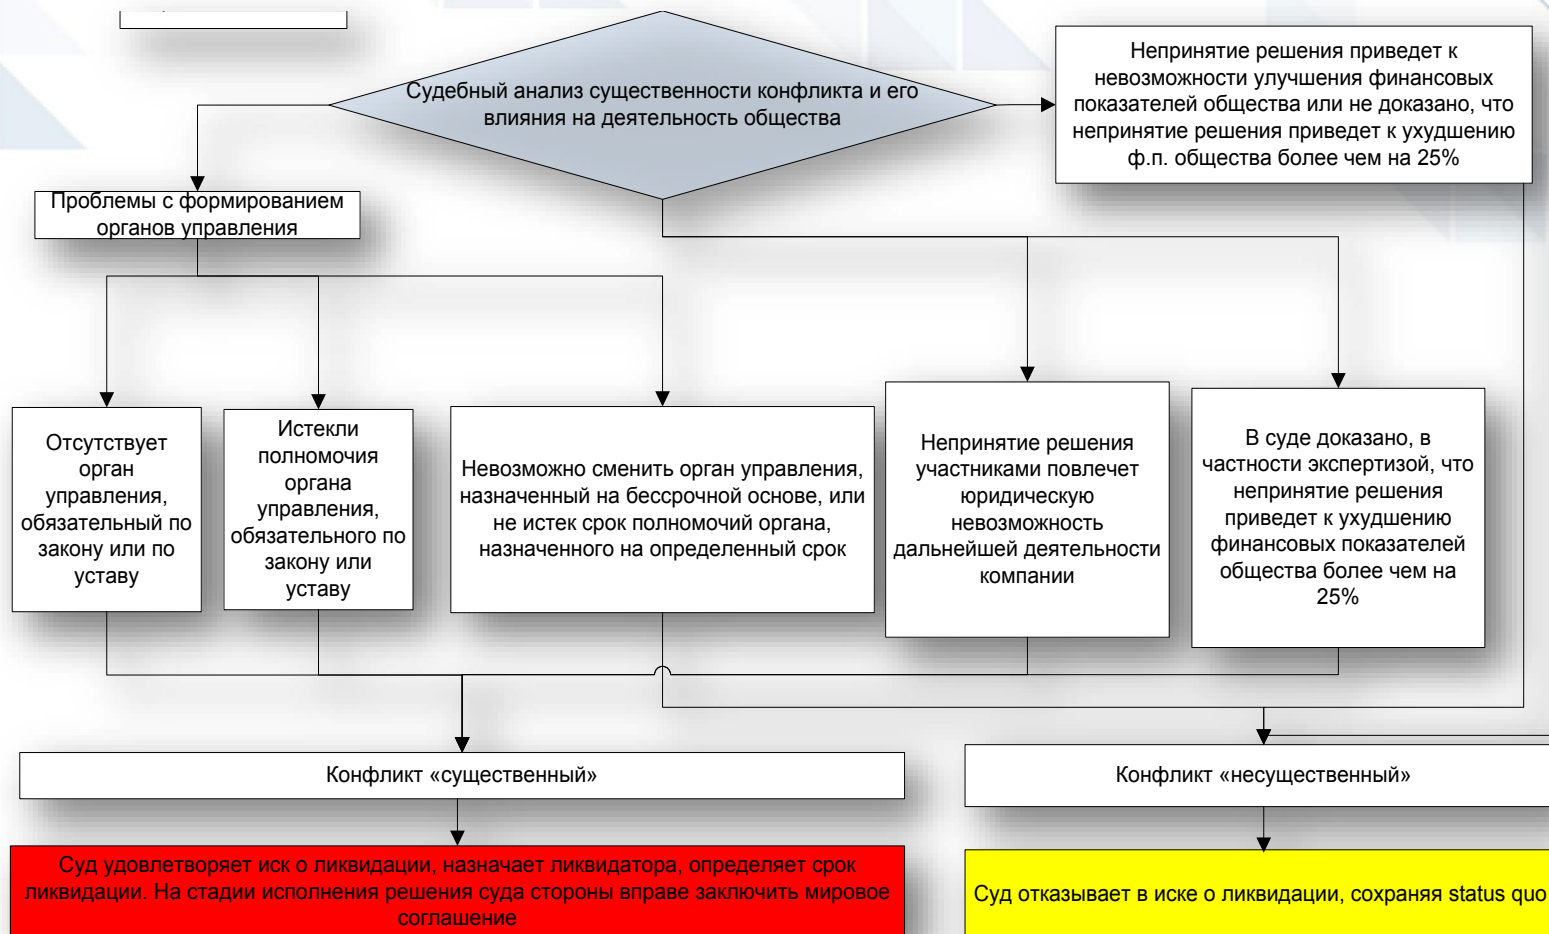 Судебный анализ существенности конфликта и его
влияния на деятельность общества
Непринятие решения приведет к
невозможности улучшения финансовых
показателей общества или не доказано, что
непринятие решения приведет к ухудшению
ф.п. общества более чем на 25%
Проблемы с формированием
органов управления
Отсутствует
орган
управления,
обязательный по
закону или по
уставу
Истекли
полномочия
органа
управления,
обязательного по
закону или
уставу
Невозможно сменить орган управления,
назначенный на бессрочной основе, или
не истек срок полномочий органа,
назначенного на определенный срок
Непринятие решения
участниками повлечет
юридическую
невозможность
дальнейшей деятельности
компании
В суде доказано, в
частности экспертизой, что
непринятие решения
приведет к ухудшению
финансовых показателей
общества более чем на
25%
Конфликт «существенный»
Конфликт «несущественный»
Суд удовлетворяет иск о ликвидации, назначает ликвидатора, определяет срок
ликвидации. На стадии исполнения решения суда стороны вправе заключить мировое
соглашение
Суд отказывает в иске о ликвидации, сохраняя status quo